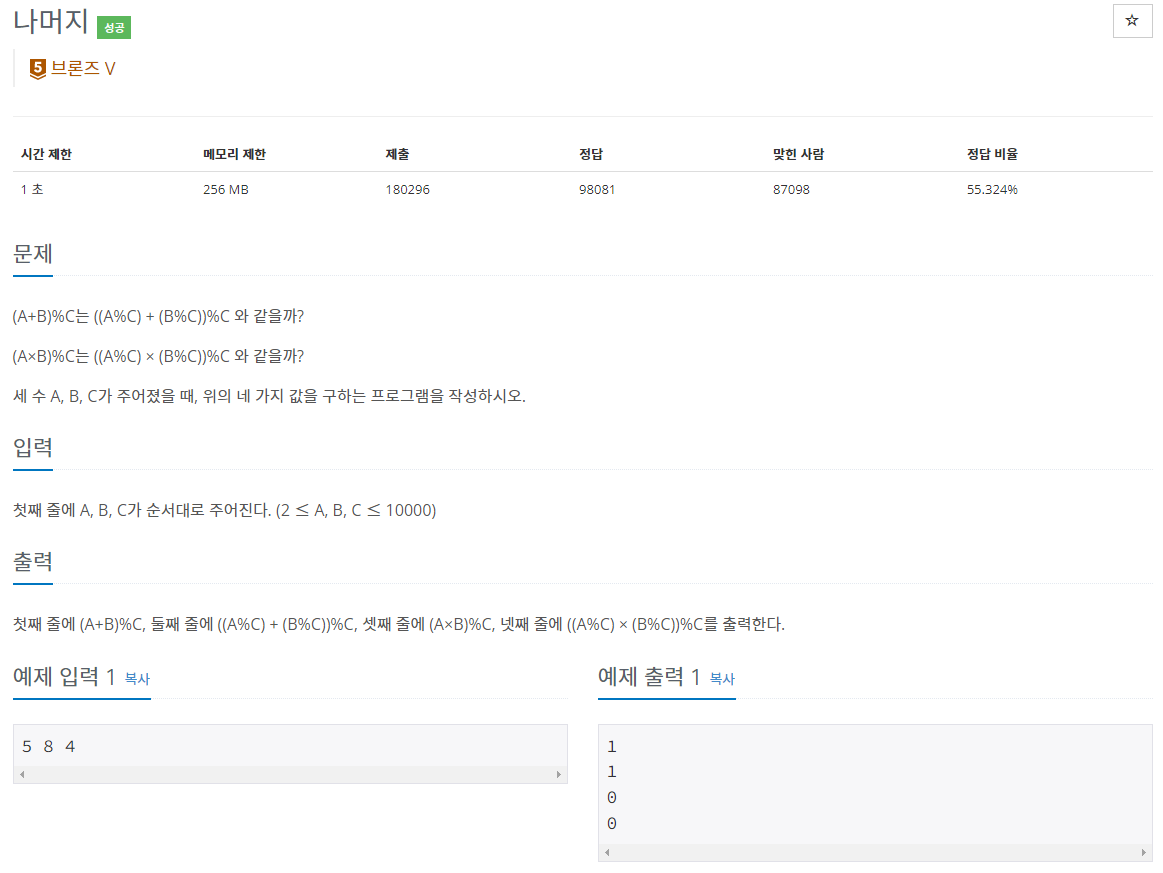 나머지 성공
☆
5 브론즈 V
시간 제한 메모리 제한 제출 정답 맞힌 사람 정답 비율
1 초 256 MB 180296 98081 87098 55.324%
문제
(A+B)%C는 ((A%C) + (B%C))%C 와 같을까?
(A×B)%C는 ((A%C) × (B%C))%C 와 같을까?
세 수 A, B, C가 주어졌을 때, 위의 네 가지 값을 구하는 프로그램을 작성하시오.
입력
첫째 줄에 A, B, C가 순서대로 주어진다. (2 ≤ A, B, C ≤ 10000)
출력
첫째 줄에 (A+B)%C, 둘째 줄에 ((A%C) + (B%C))%C, 셋째 줄에 (A×B)%C, 넷째 줄에 ((A%C) × (B%C))%C를 출력한다.
예제 입력 1 복사
5 8 4
예제 출력 1 복사
1
1
0
0